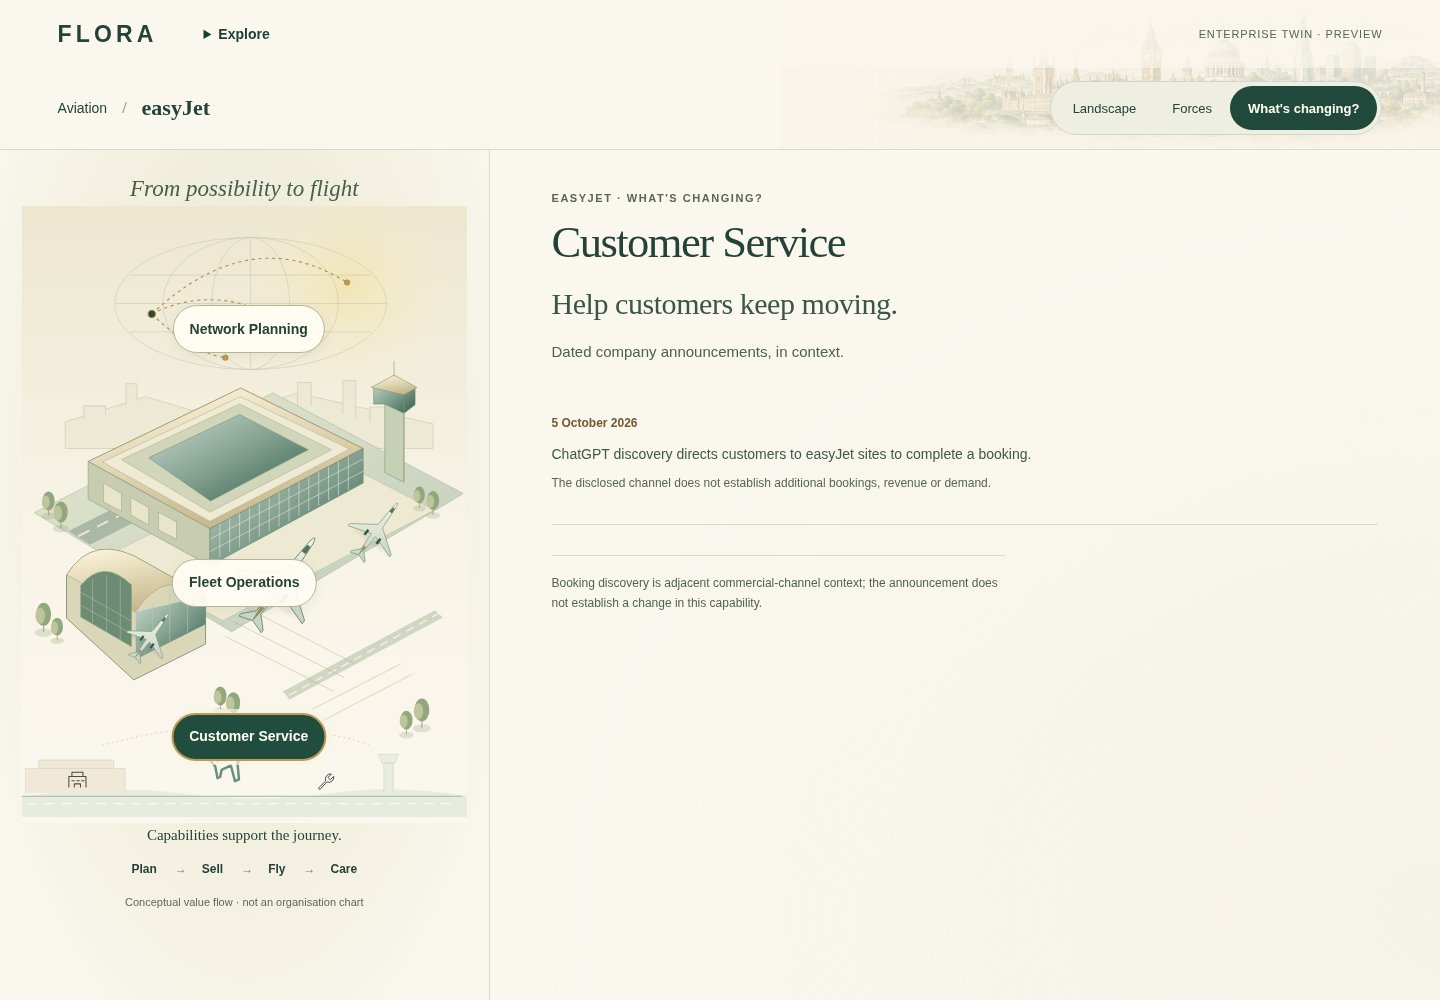 FLORA
▶ Explore
ENTERPRISE TWIN · PREVIEW
Aviation / easyJet
Landscape
Forces
What's changing?
From possibility to flight
Network Planning
Fleet Operations
Customer Service
Capabilities support the journey.
Plan → Sell → Fly → Care
Conceptual value flow · not an organisation chart
EASYJET · WHAT'S CHANGING?
Customer Service
Help customers keep moving.
Dated company announcements, in context.
5 October 2026
ChatGPT discovery directs customers to easyJet sites to complete a booking.
The disclosed channel does not establish additional bookings, revenue or demand.
Booking discovery is adjacent commercial-channel context; the announcement does
not establish a change in this capability.